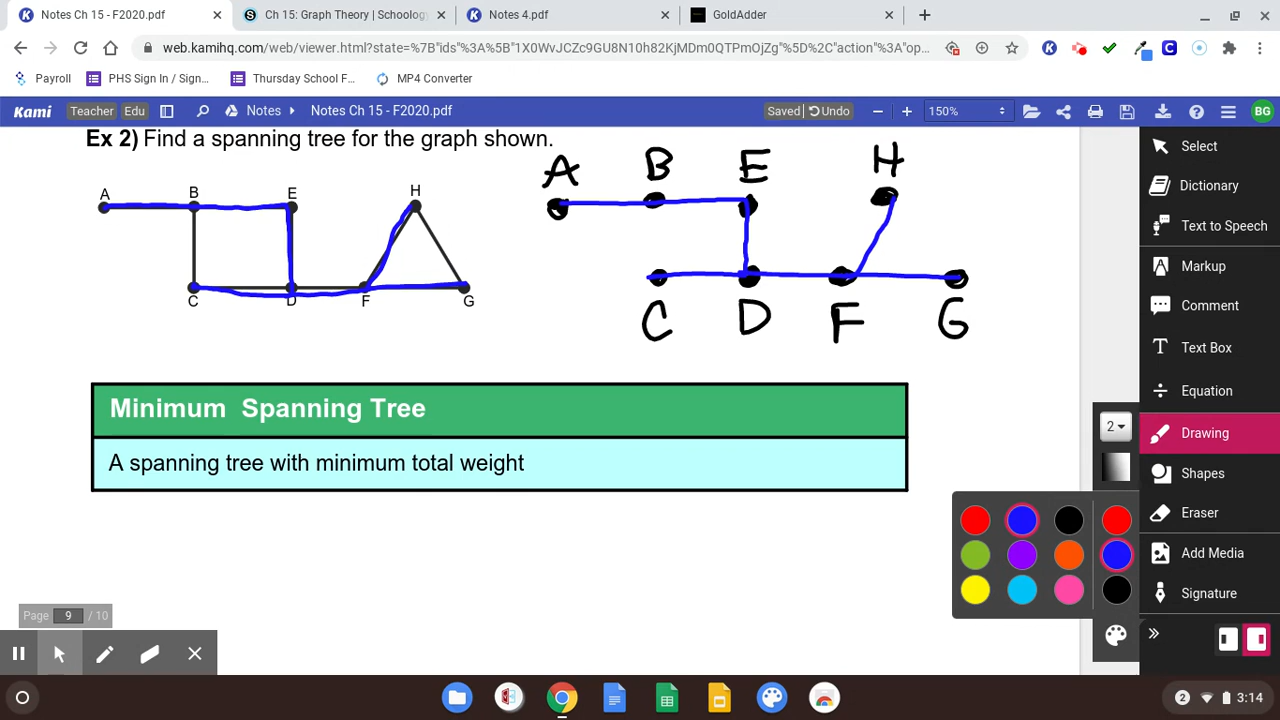 Notes Ch 15 - F2020.pdf
Ch 15: Graph Theory | Schoology
Notes 4.pdf
GoldAdder
web.kamihq.com/web/viewer.html?state=%7B"ids"%3A%5B"1X0WvJCZc9GU8N10h82KjMDm0QTPmOjZg"%5D%2C"action"%3A"op...
Payroll
PHS Sign In / Sign...
Thursday School F...
MP4 Converter
Kami
Teacher
Edu
Notes
Notes Ch 15 - F2020.pdf
Saved
Undo
150%
BG
Ex 2) Find a spanning tree for the graph shown.
A B E H
C D F G
A B E H
C D F G
Minimum Spanning Tree
A spanning tree with minimum total weight
Select
Dictionary
Text to Speech
Markup
Comment
Text Box
Equation
2
Drawing
Shapes
Eraser
Add Media
Signature
Page 9 / 10
2
3:14